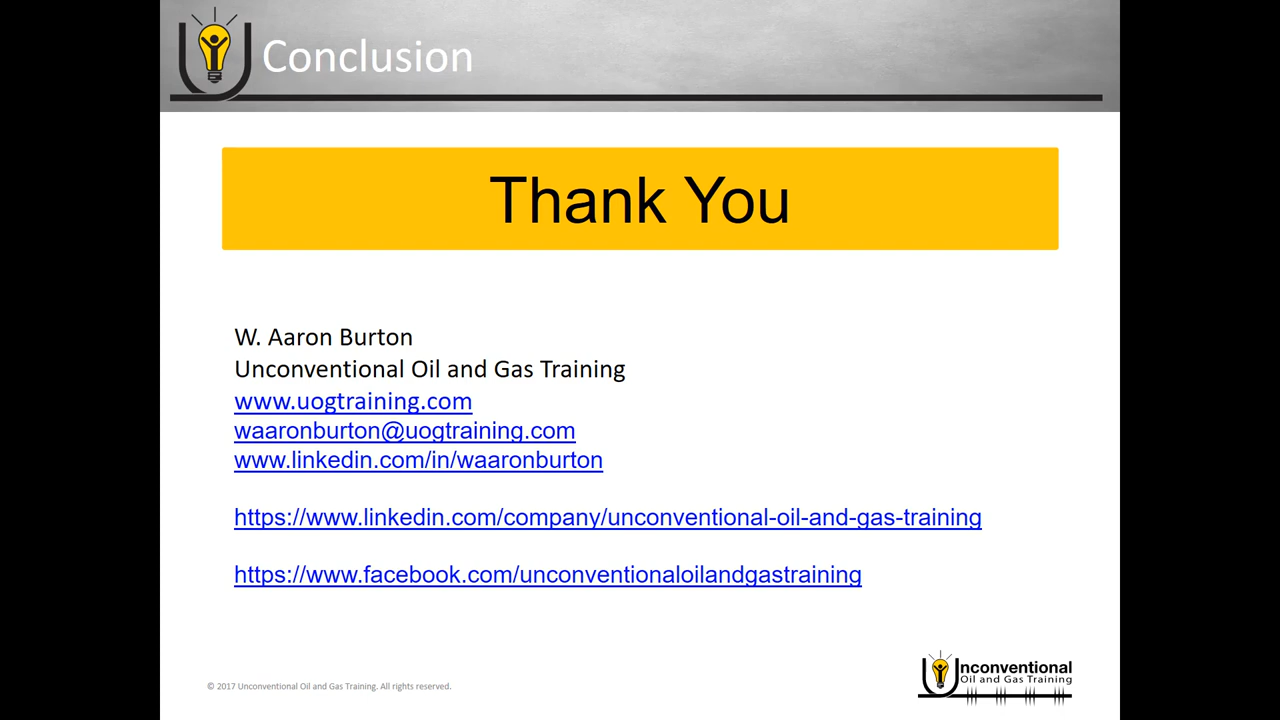 Conclusion
Thank You
W. Aaron Burton
Unconventional Oil and Gas Training
www.uogtraining.com
waaronburton@uogtraining.com
www.linkedin.com/in/waaronburton
https://www.linkedin.com/company/unconventional-oil-and-gas-training
https://www.facebook.com/unconventionaloilandgastraining
© 2017 Unconventional Oil and Gas Training. All rights reserved.
Unconventional
Oil and Gas Training